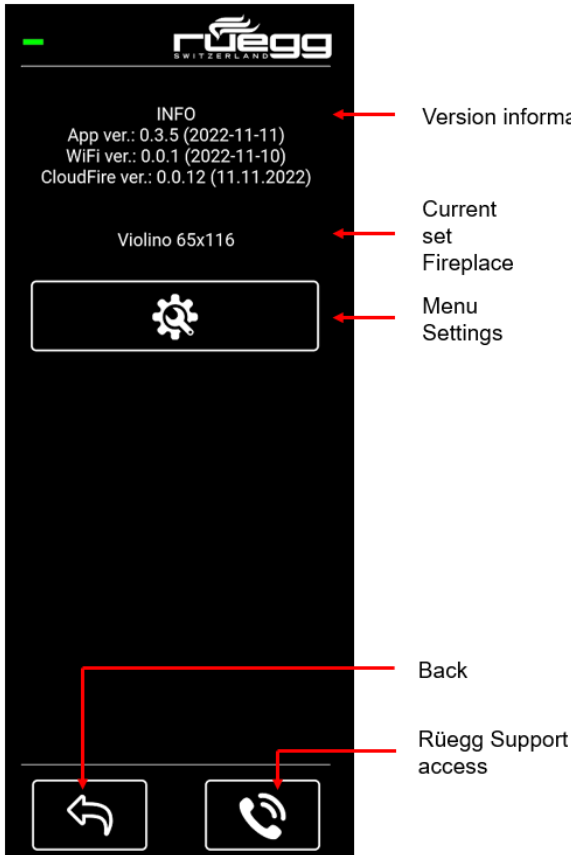 rüegg
SWITZERLAND
INFO
App ver.: 0.3.5 (2022-11-11)
WiFi ver.: 0.0.1 (2022-11-10)
CloudFire ver.: 0.0.12 (11.11.2022)
Version informa
Violino 65x116
Current
set
Fireplace
Menu
Settings
Back
Rüegg Support
access